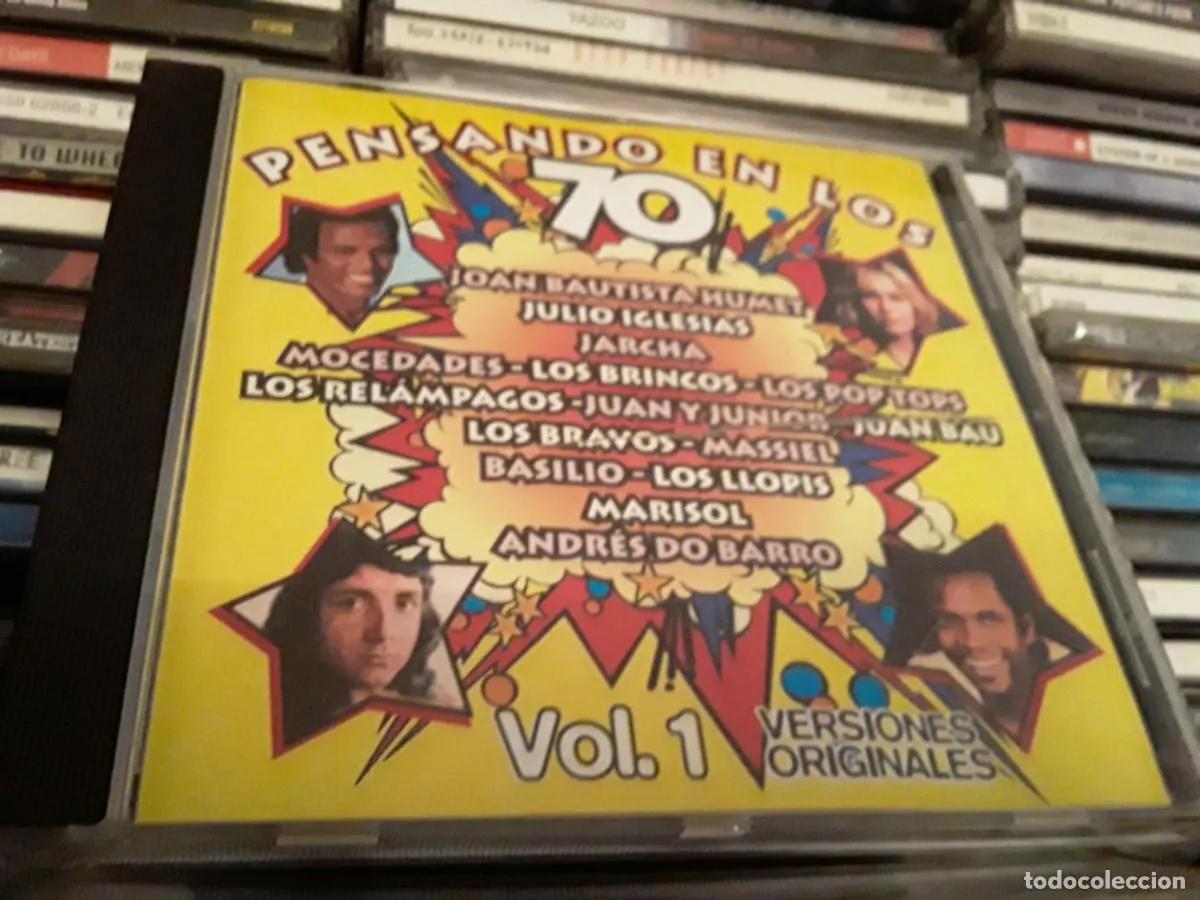 YAZOO
DAYS
TO WHEE
GREATEST
PENSANDO EN LOS
70
JOAN BAUTISTA HUMET
JULIO IGLESIAS
JARCHA
MOCEDADES - LOS BRINCOS - LOS POP TOPS
LOS RELÁMPAGOS - JUAN Y JUNIOR - JUAN BAU
LOS BRAVOS - MASSIEL
BASILIO - LOS LLOPIS
MARISOL
ANDRÉS DO BARRO
Vol. 1
VERSIONES
ORIGINALES
todocoleccion